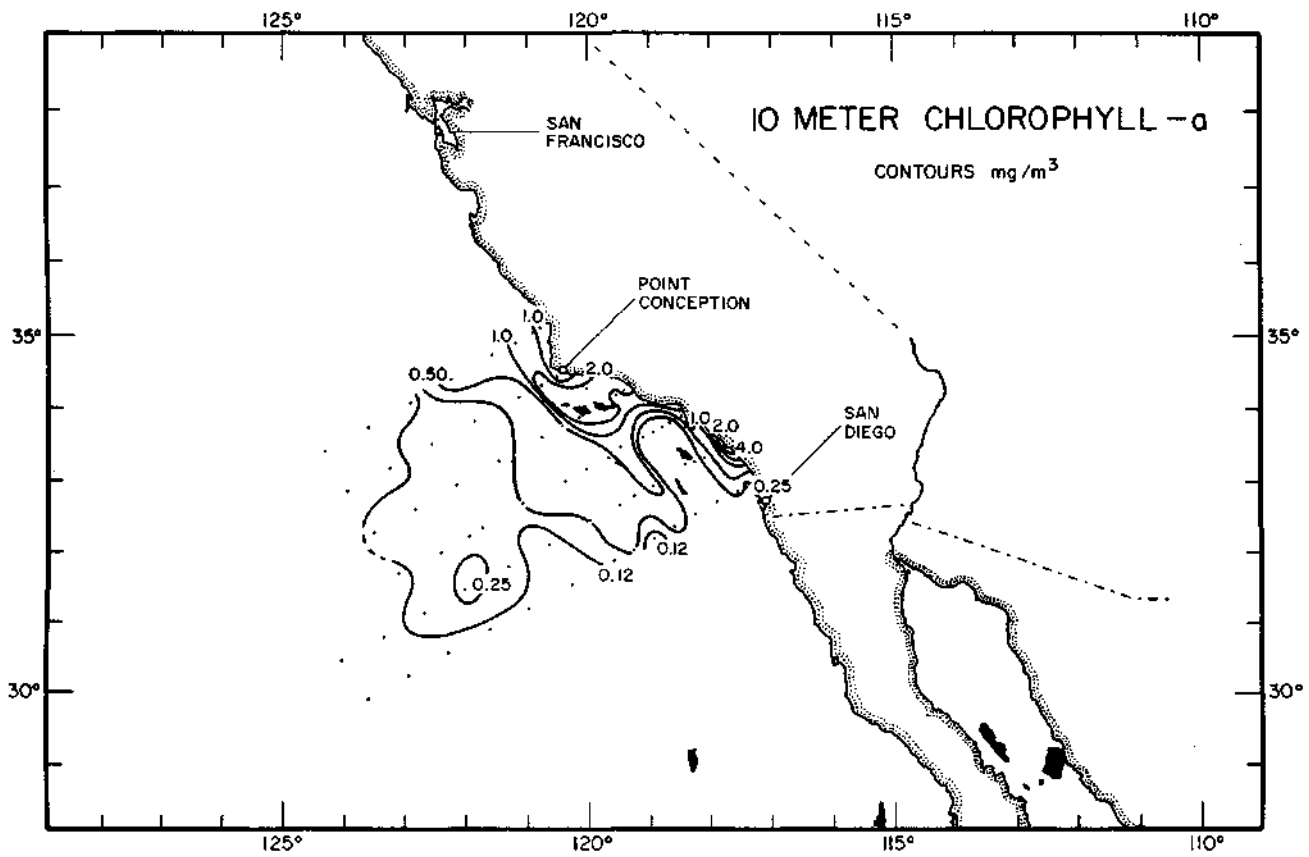 125° 120° 115° 110°
10 METER CHLOROPHYLL-a
CONTOURS mg/m³
SAN
FRANCISCO
POINT
CONCEPTION
35° 35°
1.0
1.0
0.50
2.0
SAN
DIEGO
1.0
2.0
4.0
0.25
0.12
0.12
0.25
30° 30°
125° 120° 115° 110°